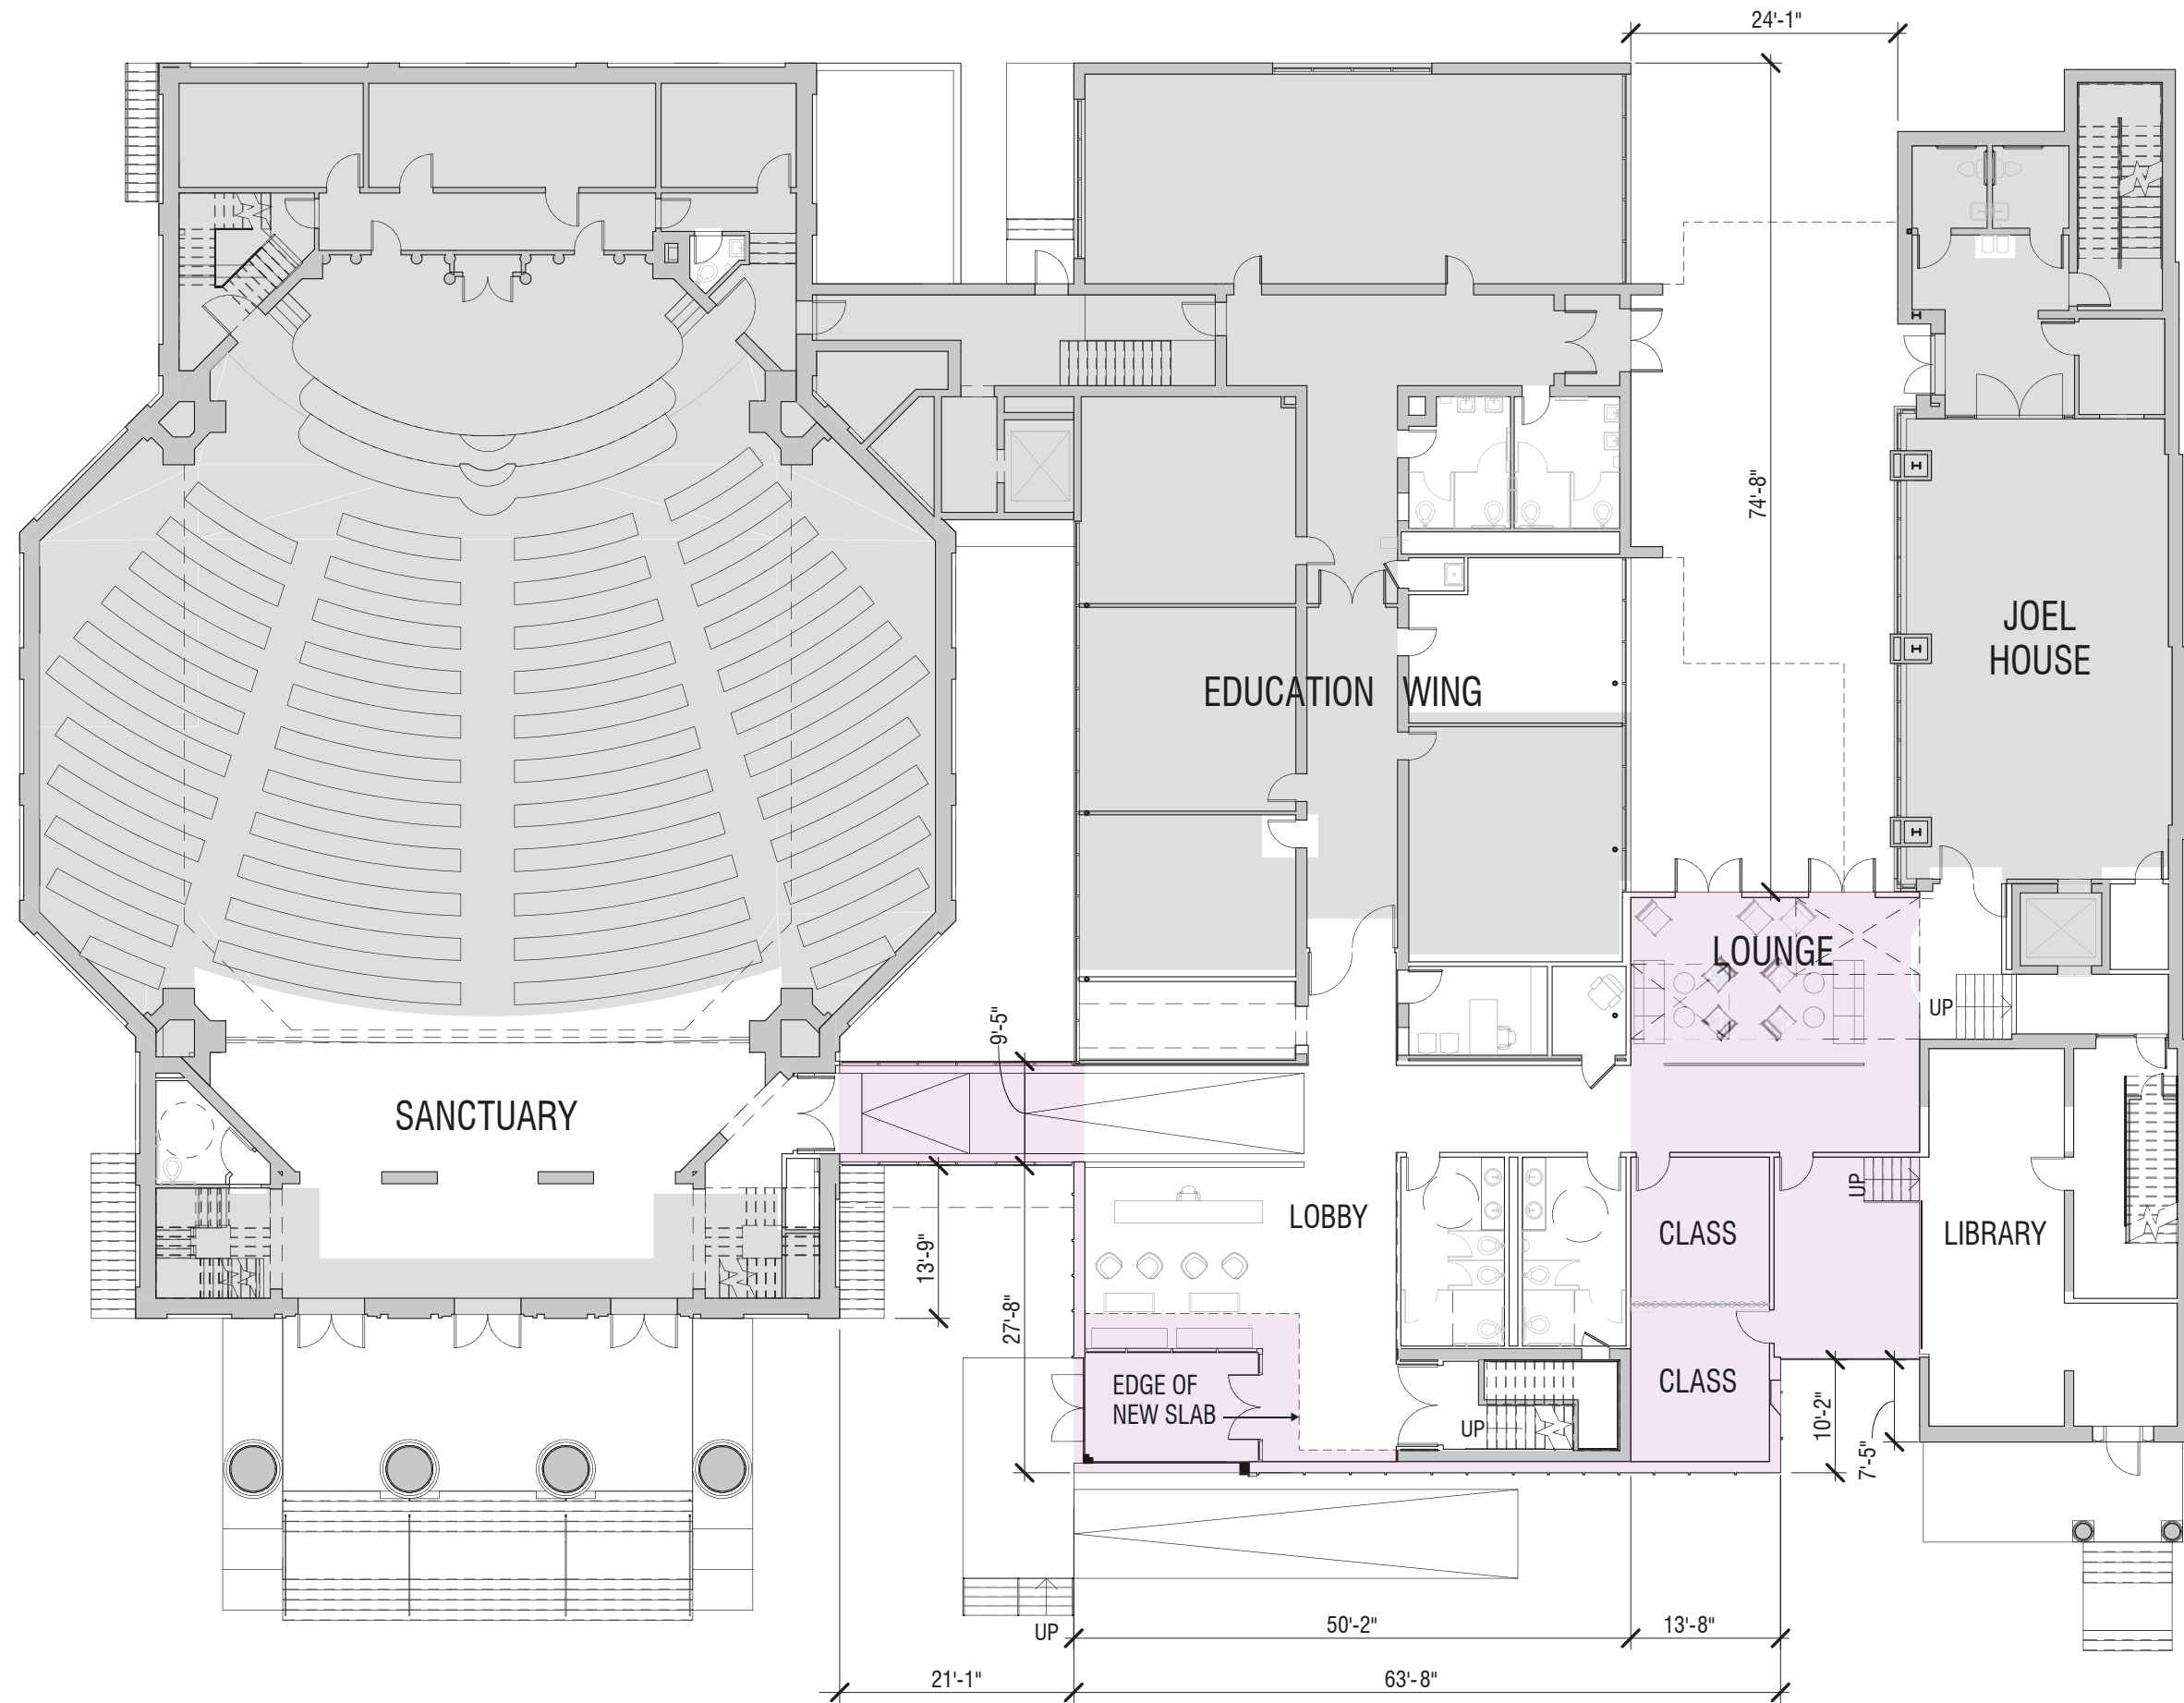 24'-1"
74'-8"
JOEL
HOUSE
EDUCATION WING
LOUNGE
UP
9'-5"
SANCTUARY
UP
LOBBY
CLASS
LIBRARY
13'-9"
27'-8"
EDGE OF
NEW SLAB
CLASS
UP
10'-2"
7'-5"
UP
50'-2"
13'-8"
21'-1"
63'-8"